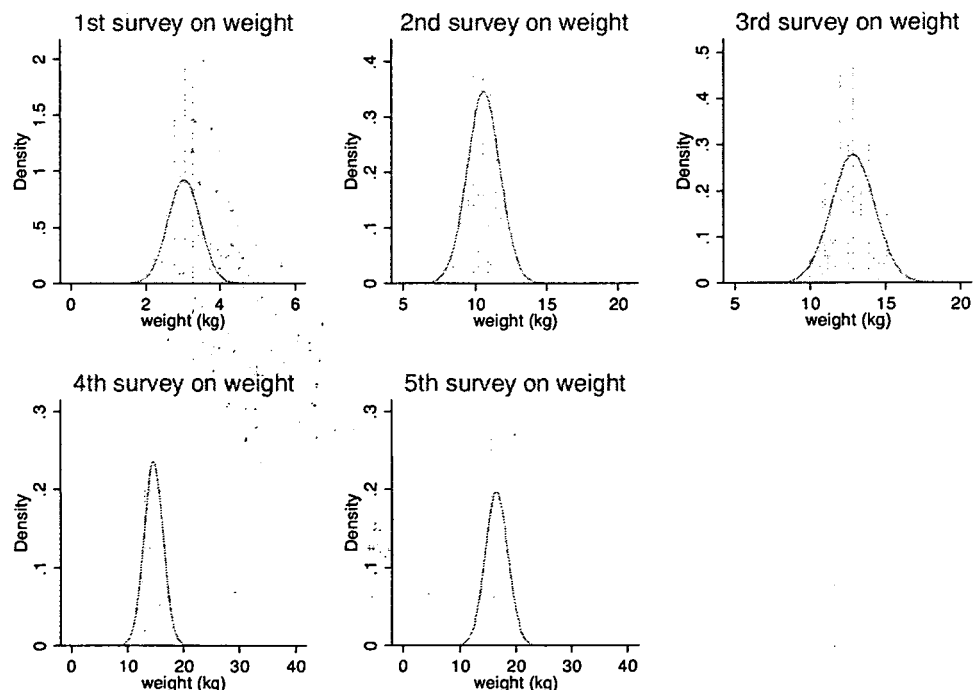 1st survey on weight
Density
2
1.5
1
.5
0
0 2 4 6
weight (kg)
2nd survey on weight
Density
.4
.3
.2
.1
0
5 10 15 20
weight (kg)
3rd survey on weight
Density
.5
.4
.3
.2
.1
0
5 10 15 20
weight (kg)
4th survey on weight
Density
.3
.2
.1
0
0 10 20 30 40
weight (kg)
5th survey on weight
Density
.3
.2
.1
0
0 10 20 30 40
weight (kg)